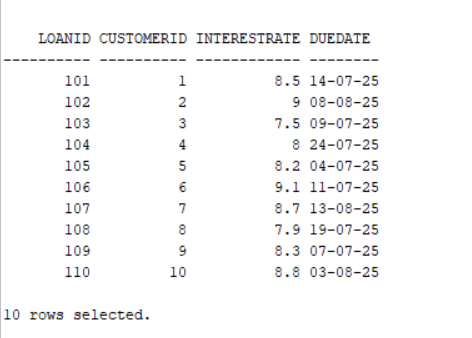 LOANID CUSTOMERID INTERESTRATE DUEDATE
---------- ---------- ------------ --------
101 1 8.5 14-07-25
102 2 9 08-08-25
103 3 7.5 09-07-25
104 4 8 24-07-25
105 5 8.2 04-07-25
106 6 9.1 11-07-25
107 7 8.7 13-08-25
108 8 7.9 19-07-25
109 9 8.3 07-07-25
110 10 8.8 03-08-25
10 rows selected.